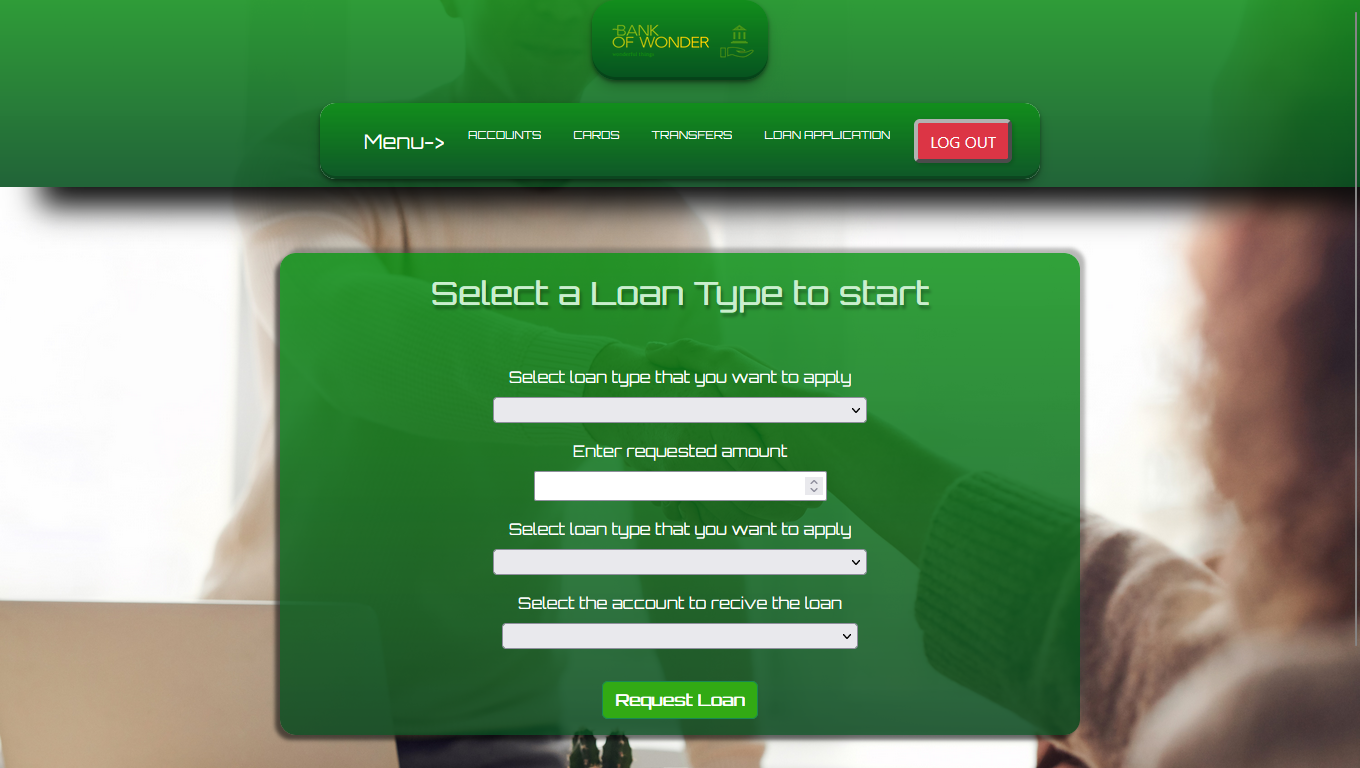 BANK
OF WONDER
Menu->
ACCOUNTS
CARDS
TRANSFERS
LOAN APPLICATION
LOG OUT
Select a Loan Type to start
Select loan type that you want to apply
Enter requested amount
Select loan type that you want to apply
Select the account to recive the loan
Request Loan